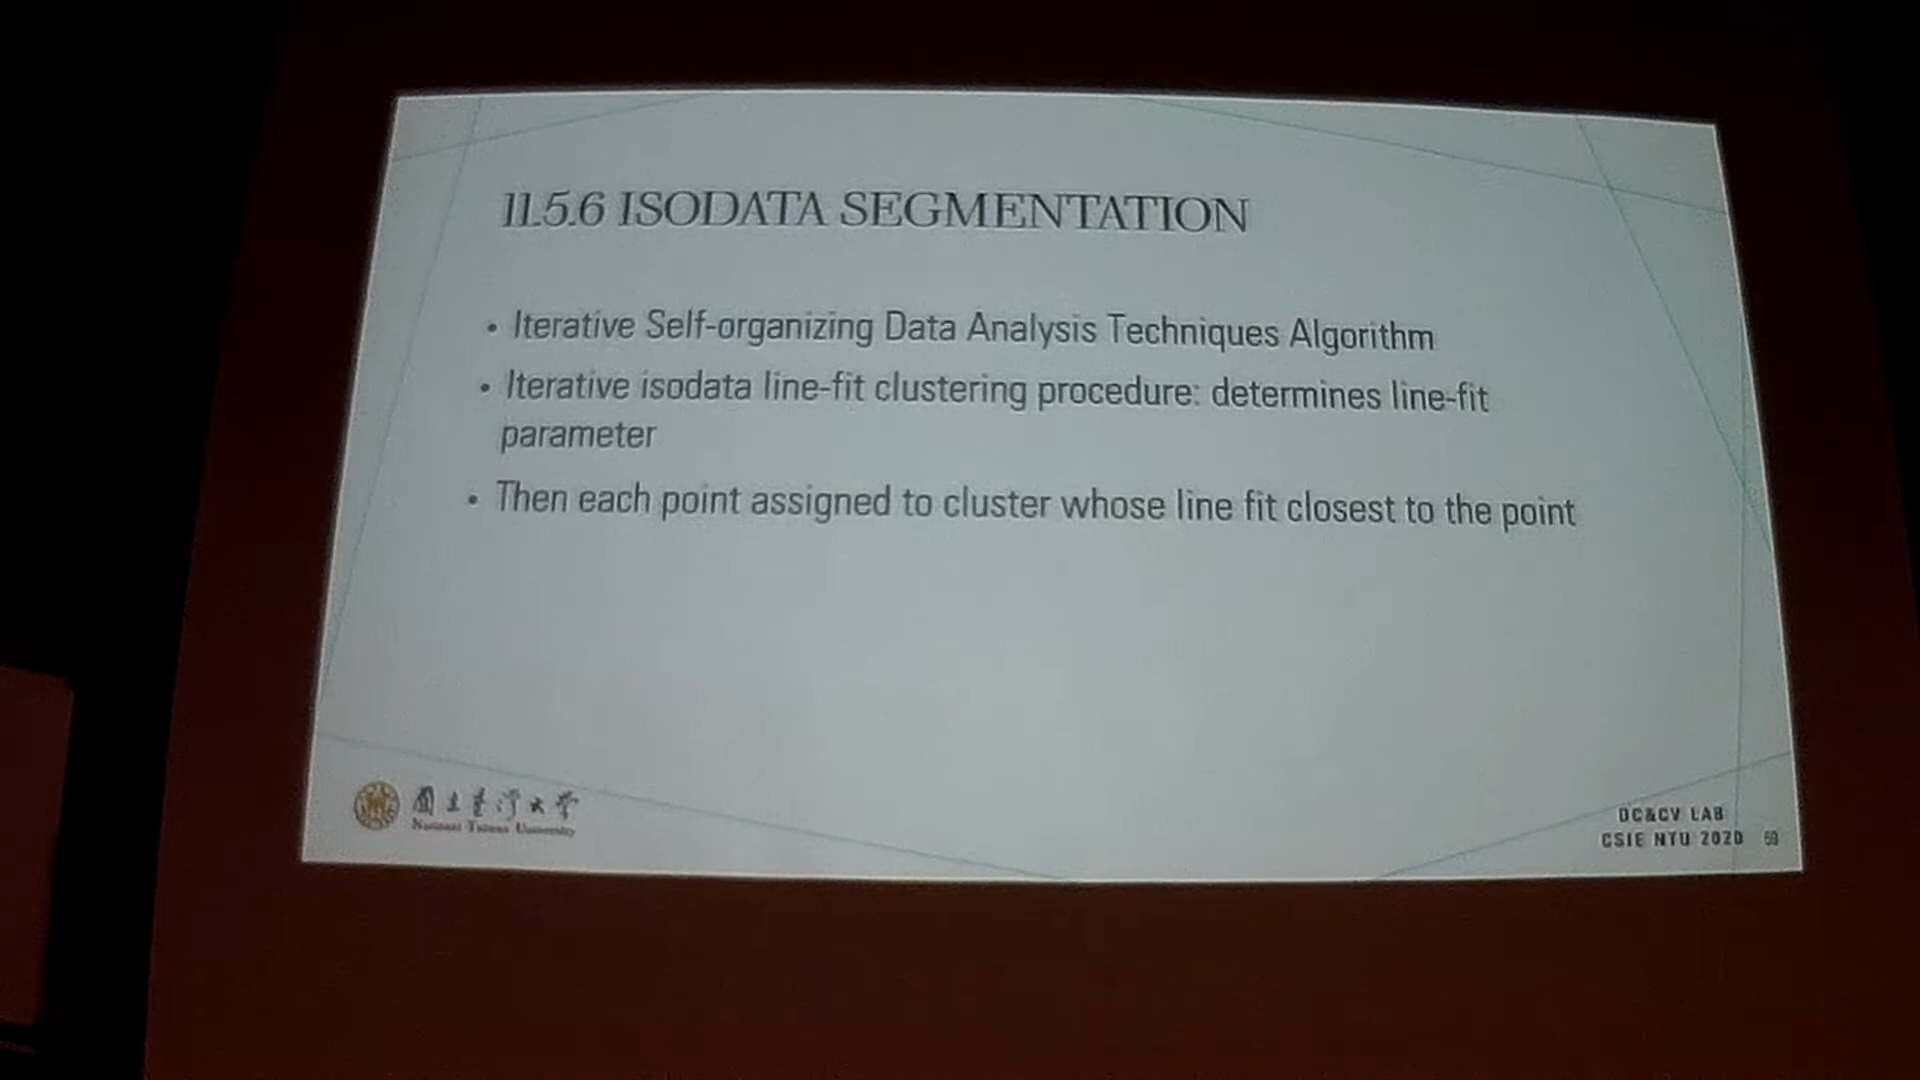 11.5.6 ISODATA SEGMENTATION
• Iterative Self-organizing Data Analysis Techniques Algorithm
• Iterative isodata line-fit clustering procedure: determines line-fit
parameter
• Then each point assigned to cluster whose line fit closest to the point
國立臺灣大學
National Taiwan University
DC&CV LAB
CSIE NTU 2020